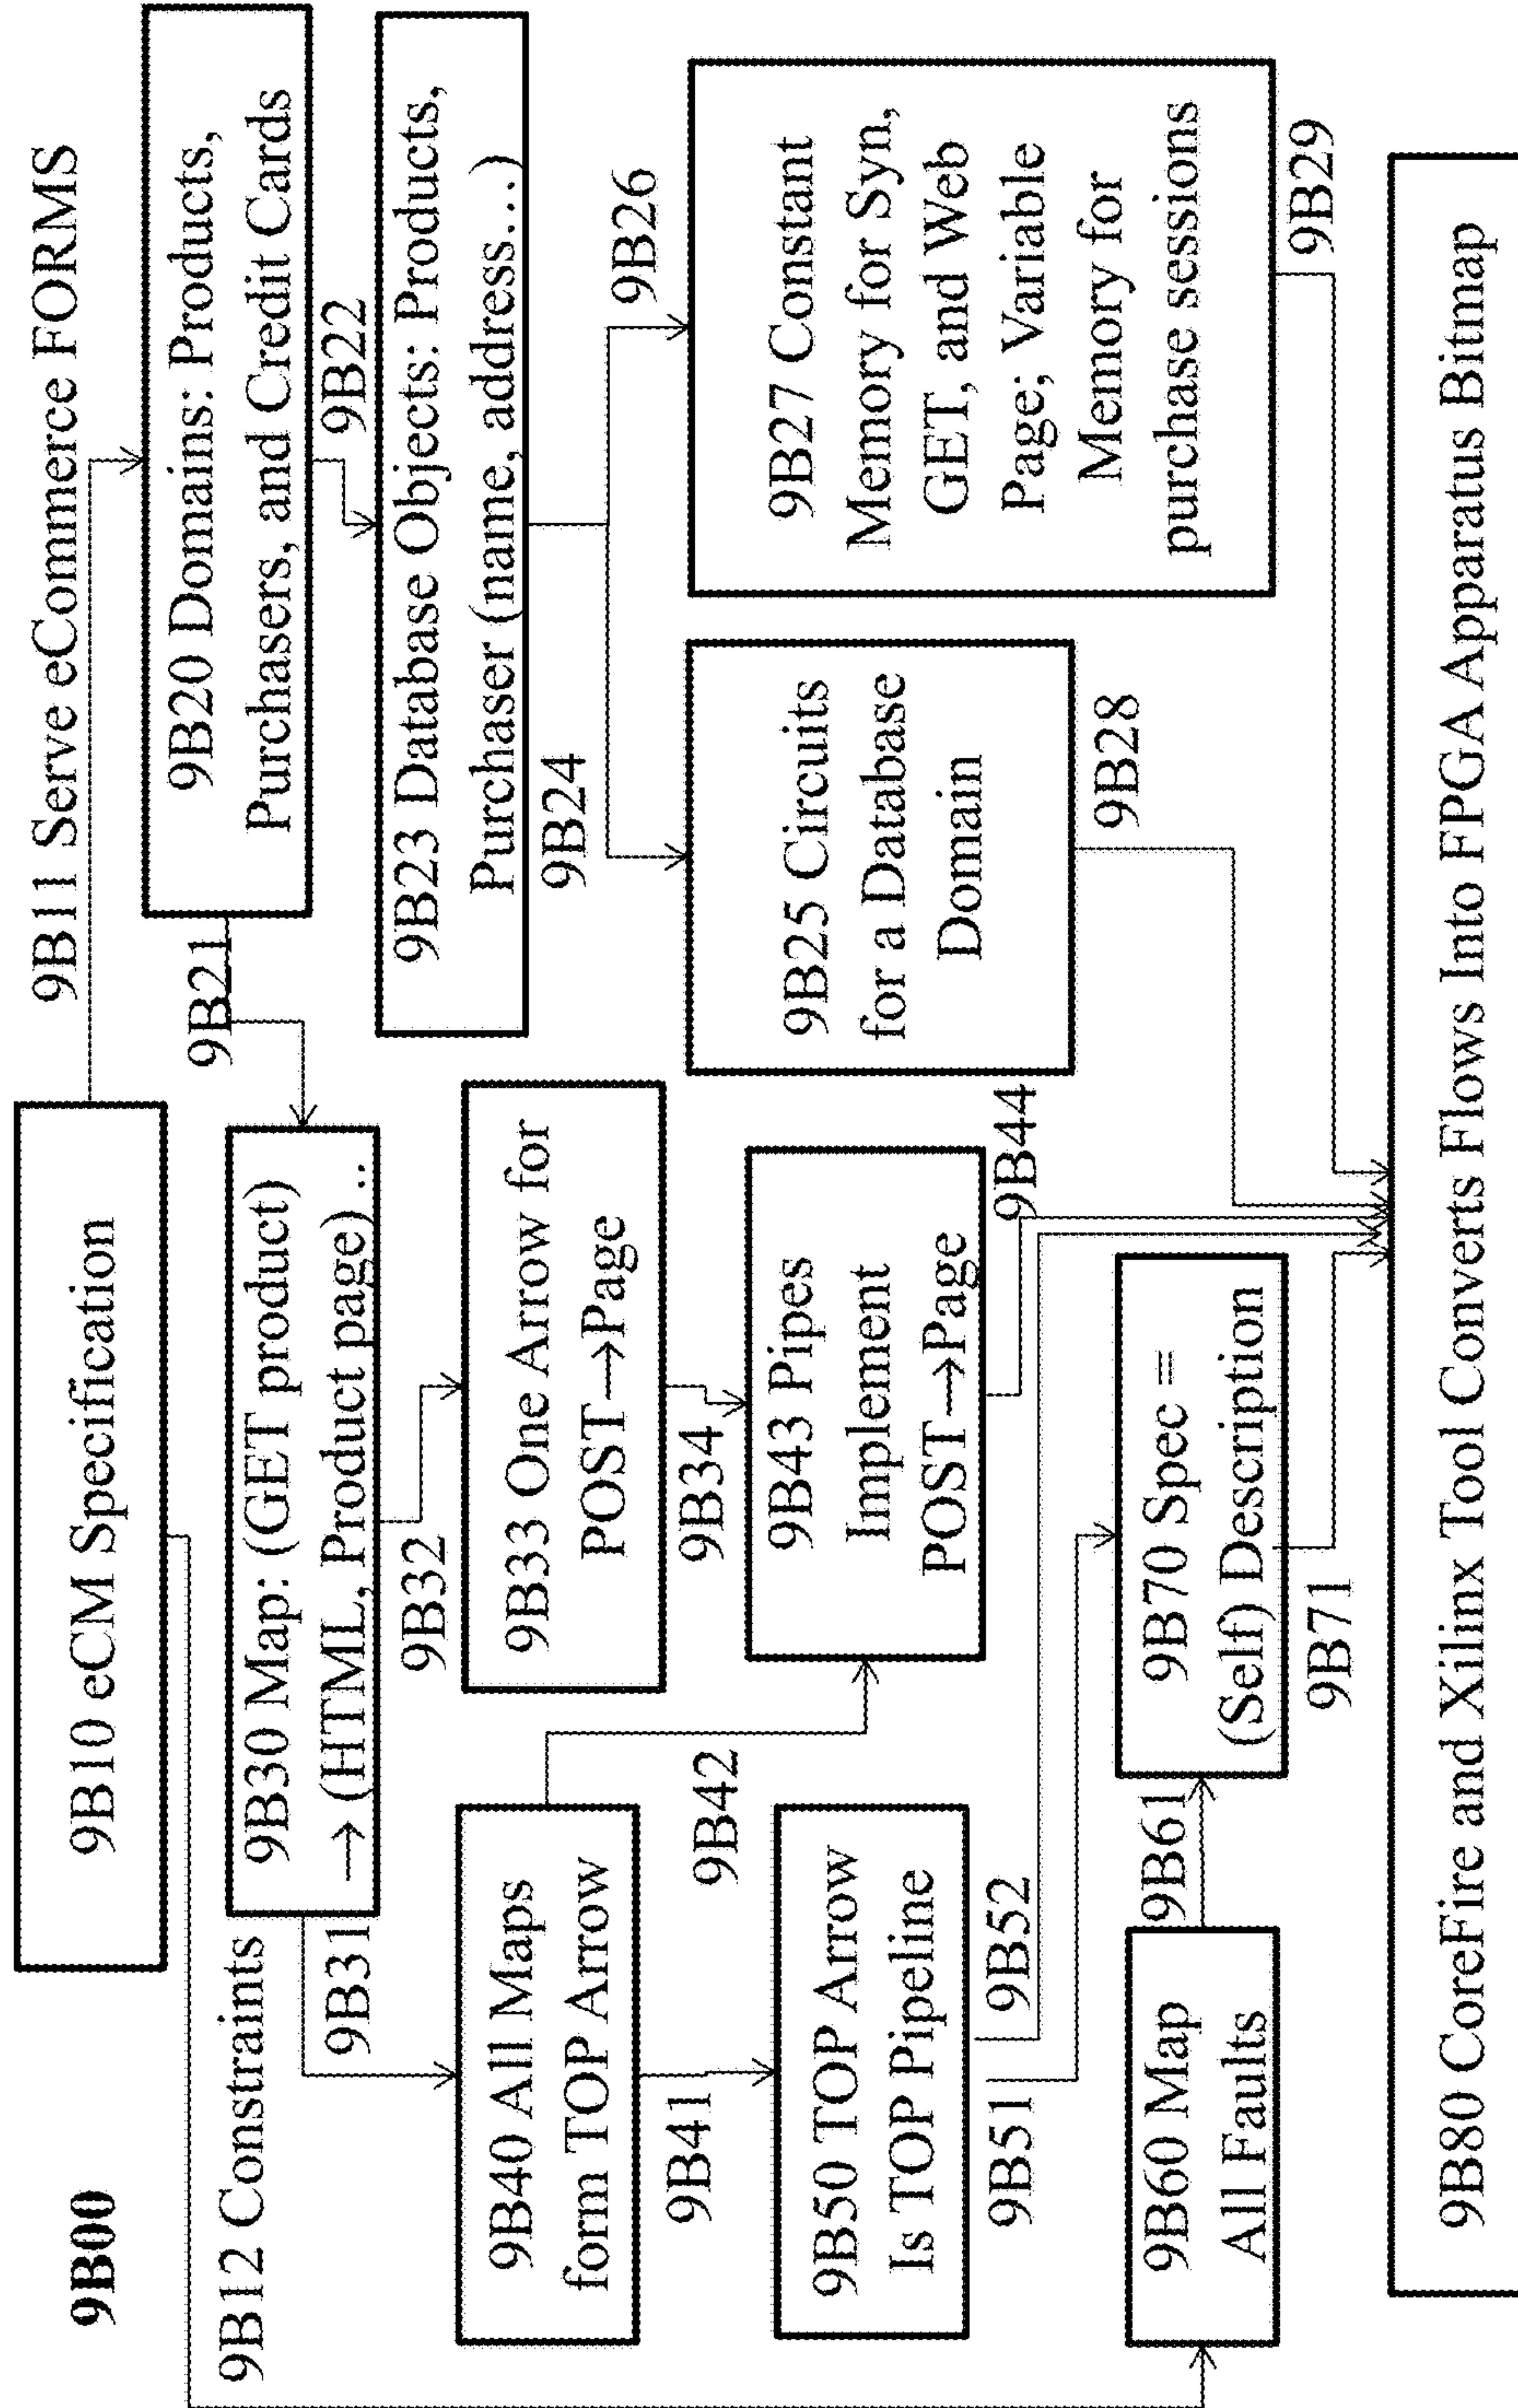 9B00
9B10 eCM Specification
9B11 Serve eCommerce FORMS
9B12 Constraints
9B20 Domains: Products,
Purchasers, and Credit Cards
9B21
9B22
9B30 Map: (GET product)
→ (HTML, Product page) ..
9B23 Database Objects: Products,
Purchaser (name, address…)
9B31
9B32
9B24
9B26
9B40 All Maps
form TOP Arrow
9B33 One Arrow for
POST→Page
9B41
9B42
9B34
9B25 Circuits
for a Database
Domain
9B27 Constant
Memory for Syn,
GET, and Web
Page; Variable
Memory for
purchase sessions
9B50 TOP Arrow
Is TOP Pipeline
9B43 Pipes
Implement
POST→Page
9B51
9B52
9B44
9B28
9B29
9B60 Map
All Faults
9B61
9B70 Spec =
(Self) Description
9B71
9B80 CoreFire and Xilinx Tool Converts Flows Into FPGA Apparatus Bitmap